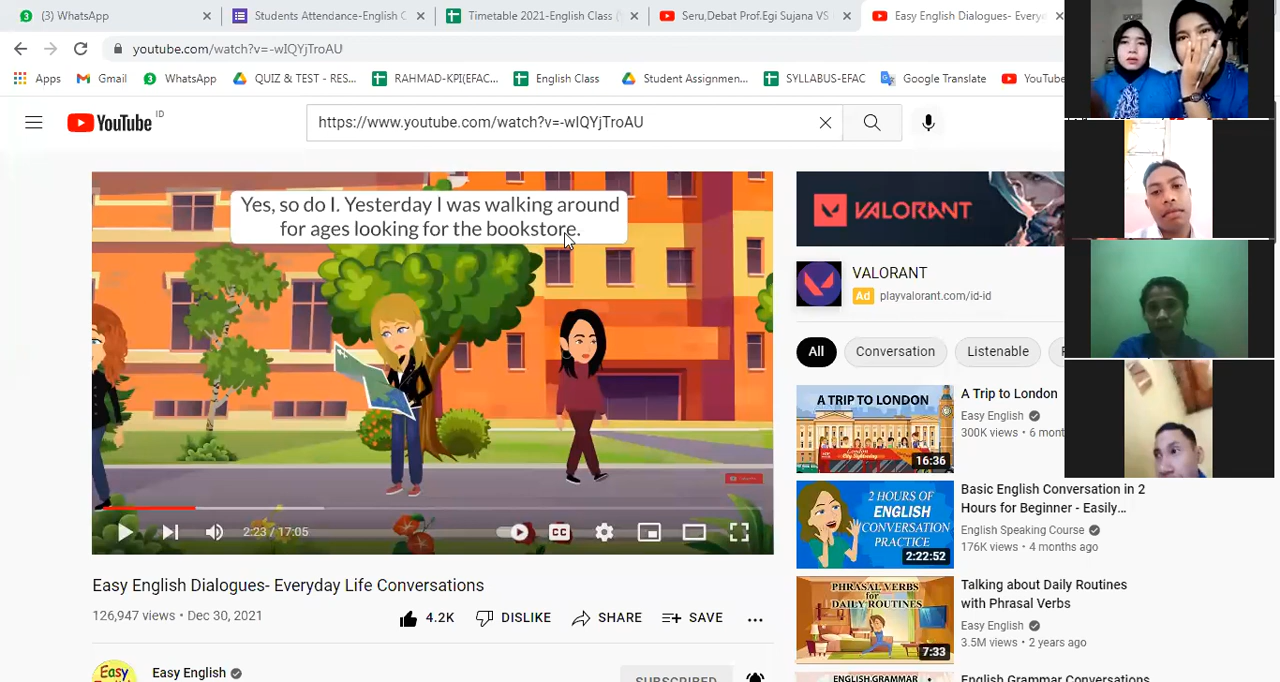 (3) WhatsApp
Students Attendance-English C
Timetable 2021-English Class (
Seru,Debat Prof.Egi Sujana VS
Easy English Dialogues- Every
youtube.com/watch?v=-wIQYjTroAU
Apps
Gmail
WhatsApp
QUIZ & TEST - RES...
RAHMAD-KPI(EFAC...
English Class
Student Assignmen...
SYLLABUS-EFAC
Google Translate
YouTube
YouTube ID
https://www.youtube.com/watch?v=-wIQYjTroAU
Yes, so do I. Yesterday I was walking around
for ages looking for the bookstore.
2:23 / 17:05
CC
Easy English Dialogues- Everyday Life Conversations
126,947 views • Dec 30, 2021
4.2K
DISLIKE
SHARE
SAVE
...
Easy
Easy English
SUBSCRIBED
VALORANT
VALORANT
Ad playvalorant.com/id-id
All
Conversation
Listenable
A TRIP TO LONDON
16:36
A Trip to London
Easy English
300K views • 6 mont
2 HOURS OF
ENGLISH
CONVERSATION
PRACTICE
2:22:52
Basic English Conversation in 2
Hours for Beginner - Easily...
English Speaking Course
176K views • 4 months ago
PHRASAL VERBS
for
DAILY ROUTINES
7:33
Talking about Daily Routines
with Phrasal Verbs
Easy English
3.5M views • 2 years ago
ENGLISH GRAMMAR
English Grammar Conversations